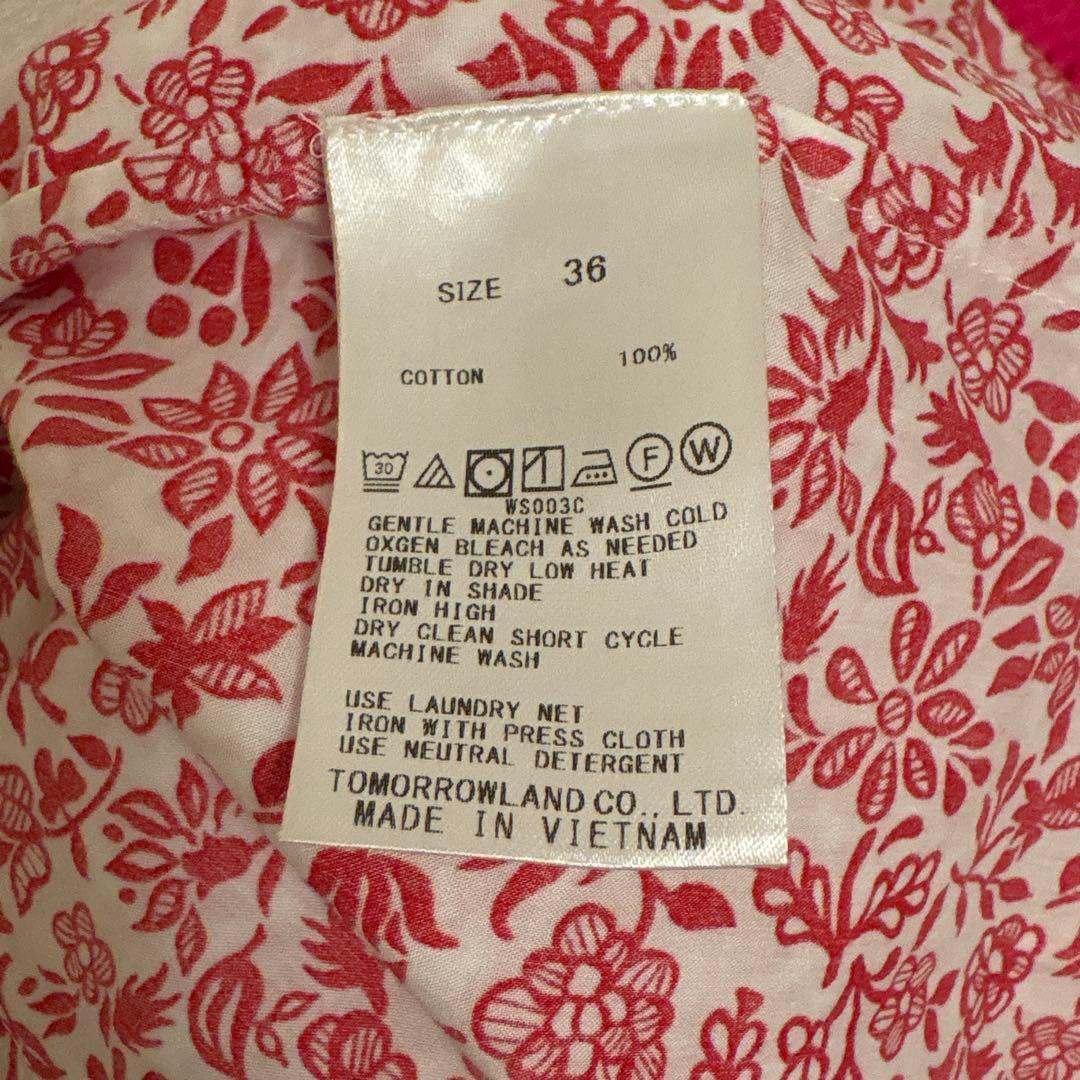 SIZE 36
COTTON 100%
30 F W
WS003C
GENTLE MACHINE WASH COLD
OXGEN BLEACH AS NEEDED
TUMBLE DRY LOW HEAT
DRY IN SHADE
IRON HIGH
DRY CLEAN SHORT CYCLE
MACHINE WASH
USE LAUNDRY NET
IRON WITH PRESS CLOTH
USE NEUTRAL DETERGENT
TOMORROWLAND CO., LTD.
MADE IN VIETNAM